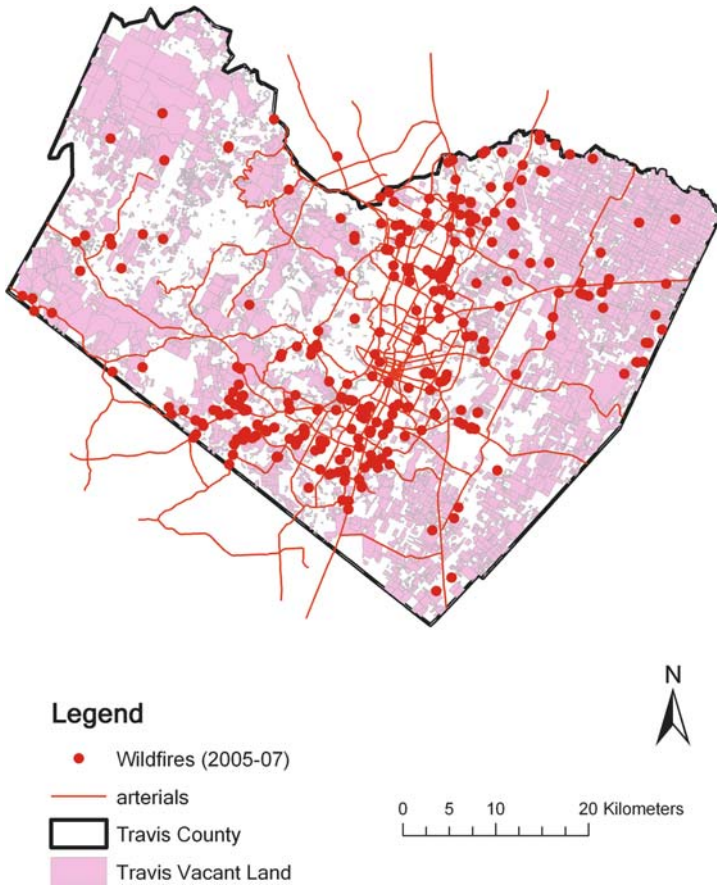 N
Legend
Wildfires (2005-07)
arterials
Travis County
Travis Vacant Land
0 5 10 20 Kilometers